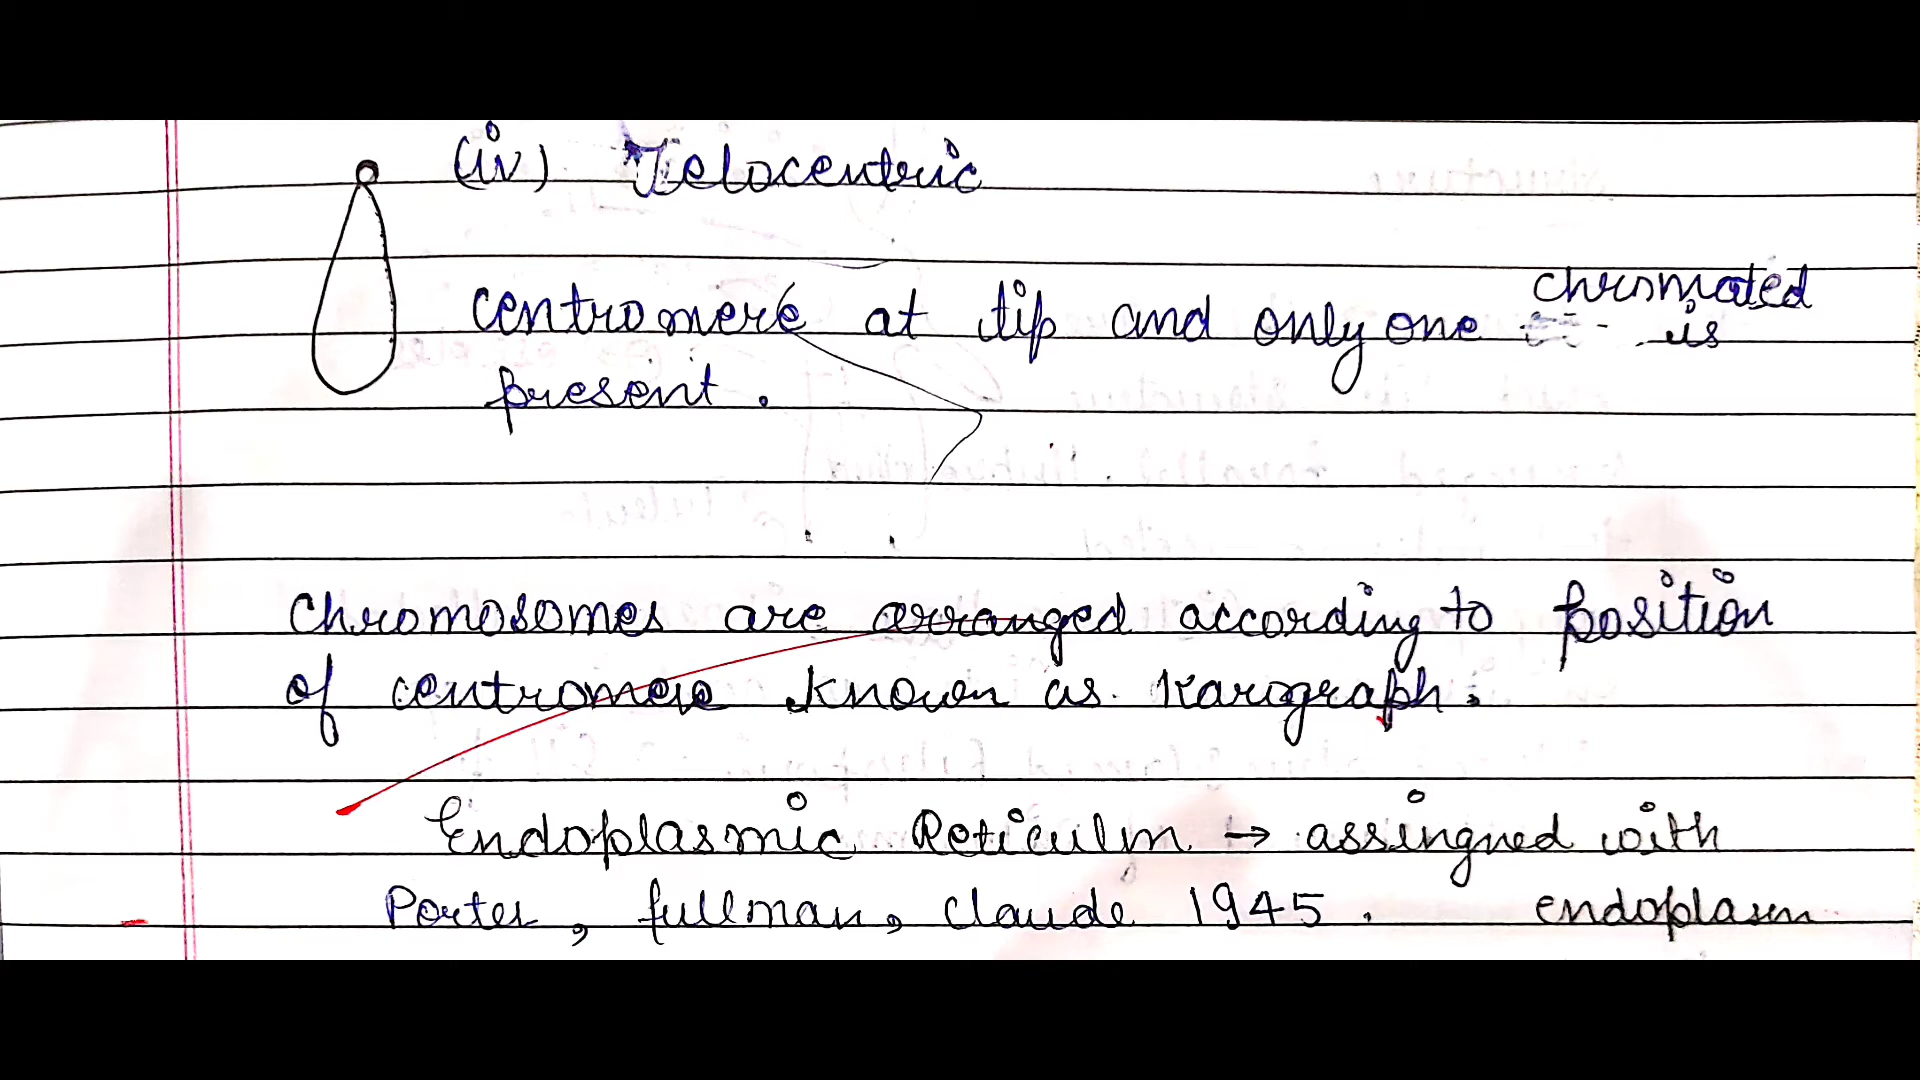 (iv) Telocentric
centromere at tip and only one chromated is
present.
chromosomes are arranged according to position
of centromere known as karograph.
Endoplasmic Reticulm → assingned with
Porter, fullman, claude 1945. endoplasm